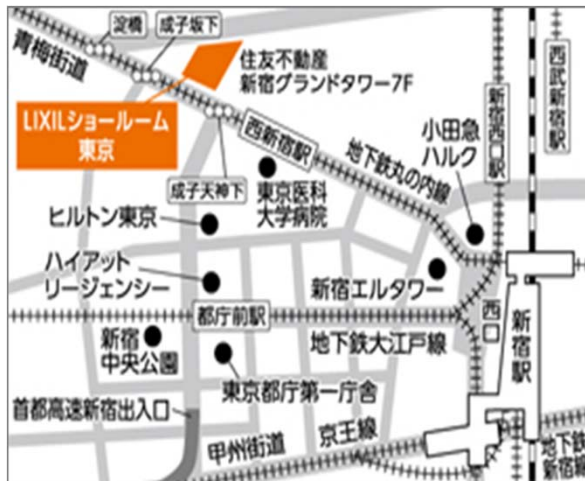 淀橋
成子坂下
青梅街道
住友不動産
新宿グランドタワー7F
LIXILショールーム
東京
西新宿駅
成子天神下
地下鉄丸の内線
小田急
ハルク
新宿西口駅
西武新宿駅
東京医科
大学病院
ヒルトン東京
ハイアット
リージェンシー
新宿エルタワー
都庁前駅
地下鉄大江戸線
西口
新宿駅
新宿
中央公園
東京都庁第一庁舎
首都高速新宿出入口
甲州街道
京王線
地下鉄
新宿線